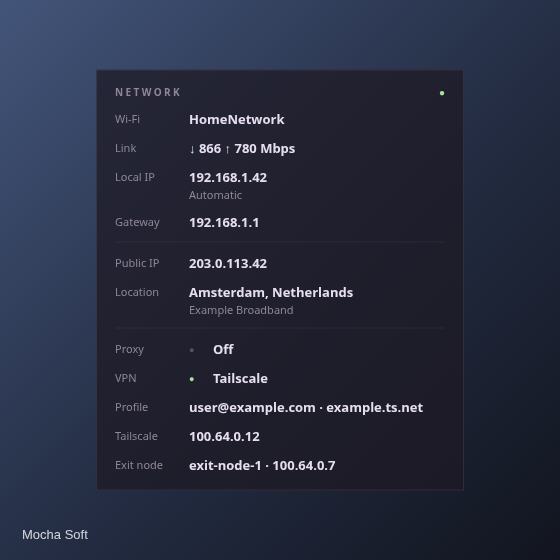 NETWORK
Wi-Fi HomeNetwork
Link ↓ 866 ↑ 780 Mbps
Local IP 192.168.1.42
Automatic
Gateway 192.168.1.1
Public IP 203.0.113.42
Location Amsterdam, Netherlands
Example Broadband
Proxy Off
VPN Tailscale
Profile user@example.com · example.ts.net
Tailscale 100.64.0.12
Exit node exit-node-1 · 100.64.0.7
Mocha Soft